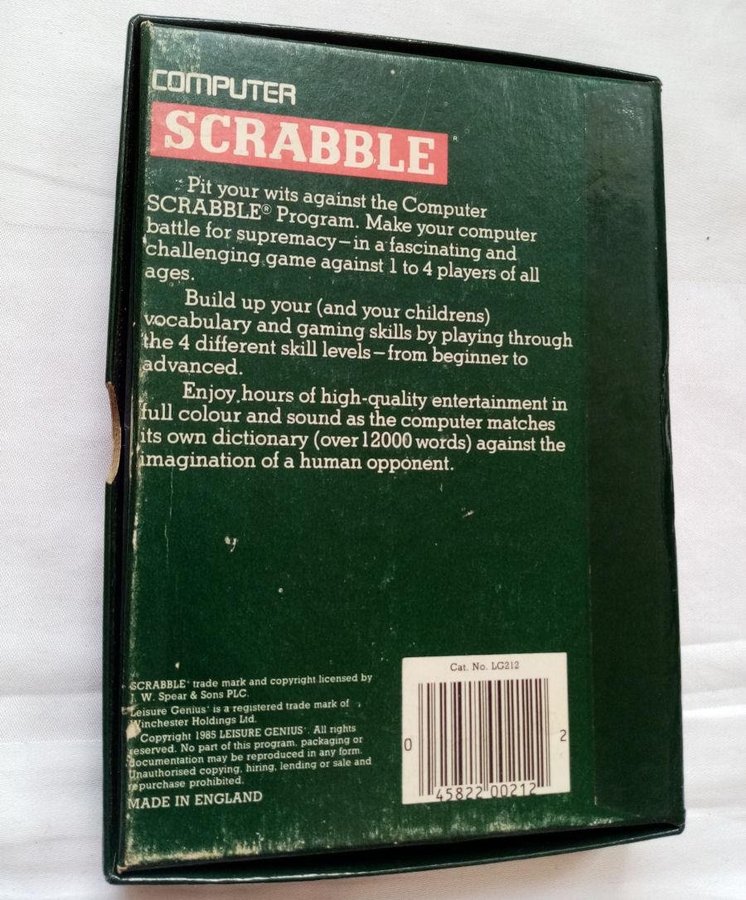 COMPUTER
SCRABBLE
Pit your wits against the Computer
SCRABBLE® Program. Make your computer
battle for supremacy—in a fascinating and
challenging game against 1 to 4 players of all
ages.
Build up your (and your childrens)
vocabulary and gaming skills by playing through
the 4 different skill levels—from beginner to
advanced.
Enjoy hours of high-quality entertainment in
full colour and sound as the computer matches
its own dictionary (over 12000 words) against the
imagination of a human opponent.
SCRABBLE® trade mark and copyright licensed by
J. W. Spear & Sons PLC.
Leisure Genius® is a registered trade mark of
Winchester Holdings Ltd.
Copyright 1985 LEISURE GENIUS®. All rights
reserved. No part of this program, packaging or
documentation may be reproduced in any form.
Unauthorised copying, hiring, lending or sale and
repurchase prohibited.
MADE IN ENGLAND
Cat. No. LG212
0 45822 00212 2